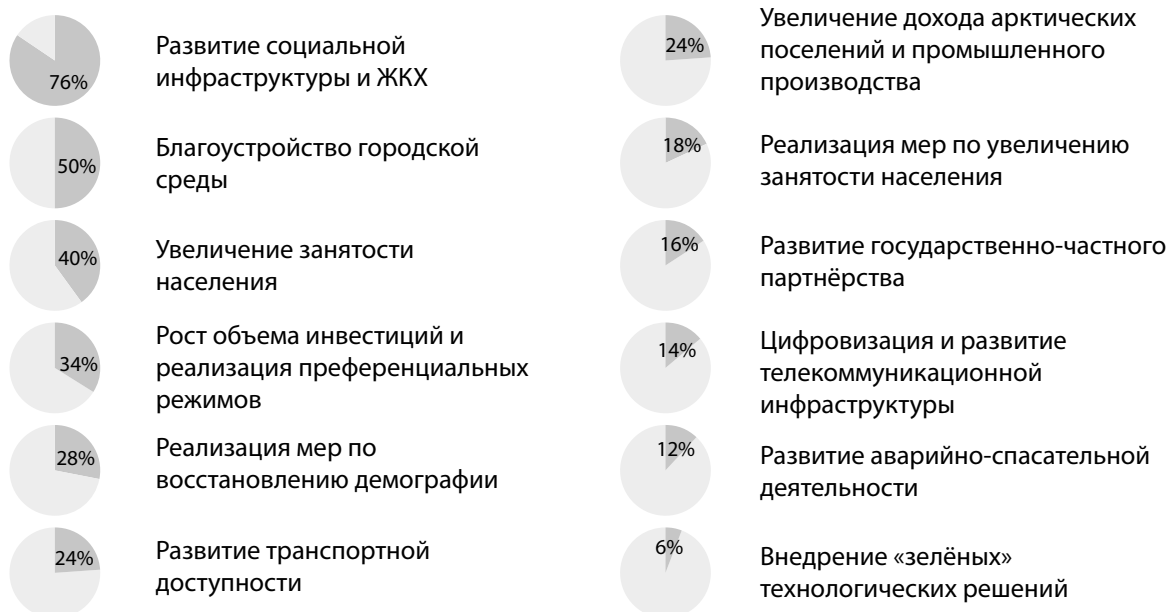 76%
Развитие социальной
инфраструктуры и ЖКХ
50%
Благоустройство городской
среды
40%
Увеличение занятости
населения
34%
Рост объема инвестиций и
реализация преференциальных
режимов
28%
Реализация мер по
восстановлению демографии
24%
Развитие транспортной
доступности
24%
Увеличение дохода арктических
поселений и промышленного
производства
18%
Реализация мер по увеличению
занятости населения
16%
Развитие государственно-частного
партнёрства
14%
Цифровизация и развитие
телекоммуникационной
инфраструктуры
12%
Развитие аварийно-спасательной
деятельности
6%
Внедрение «зелёных»
технологических решений